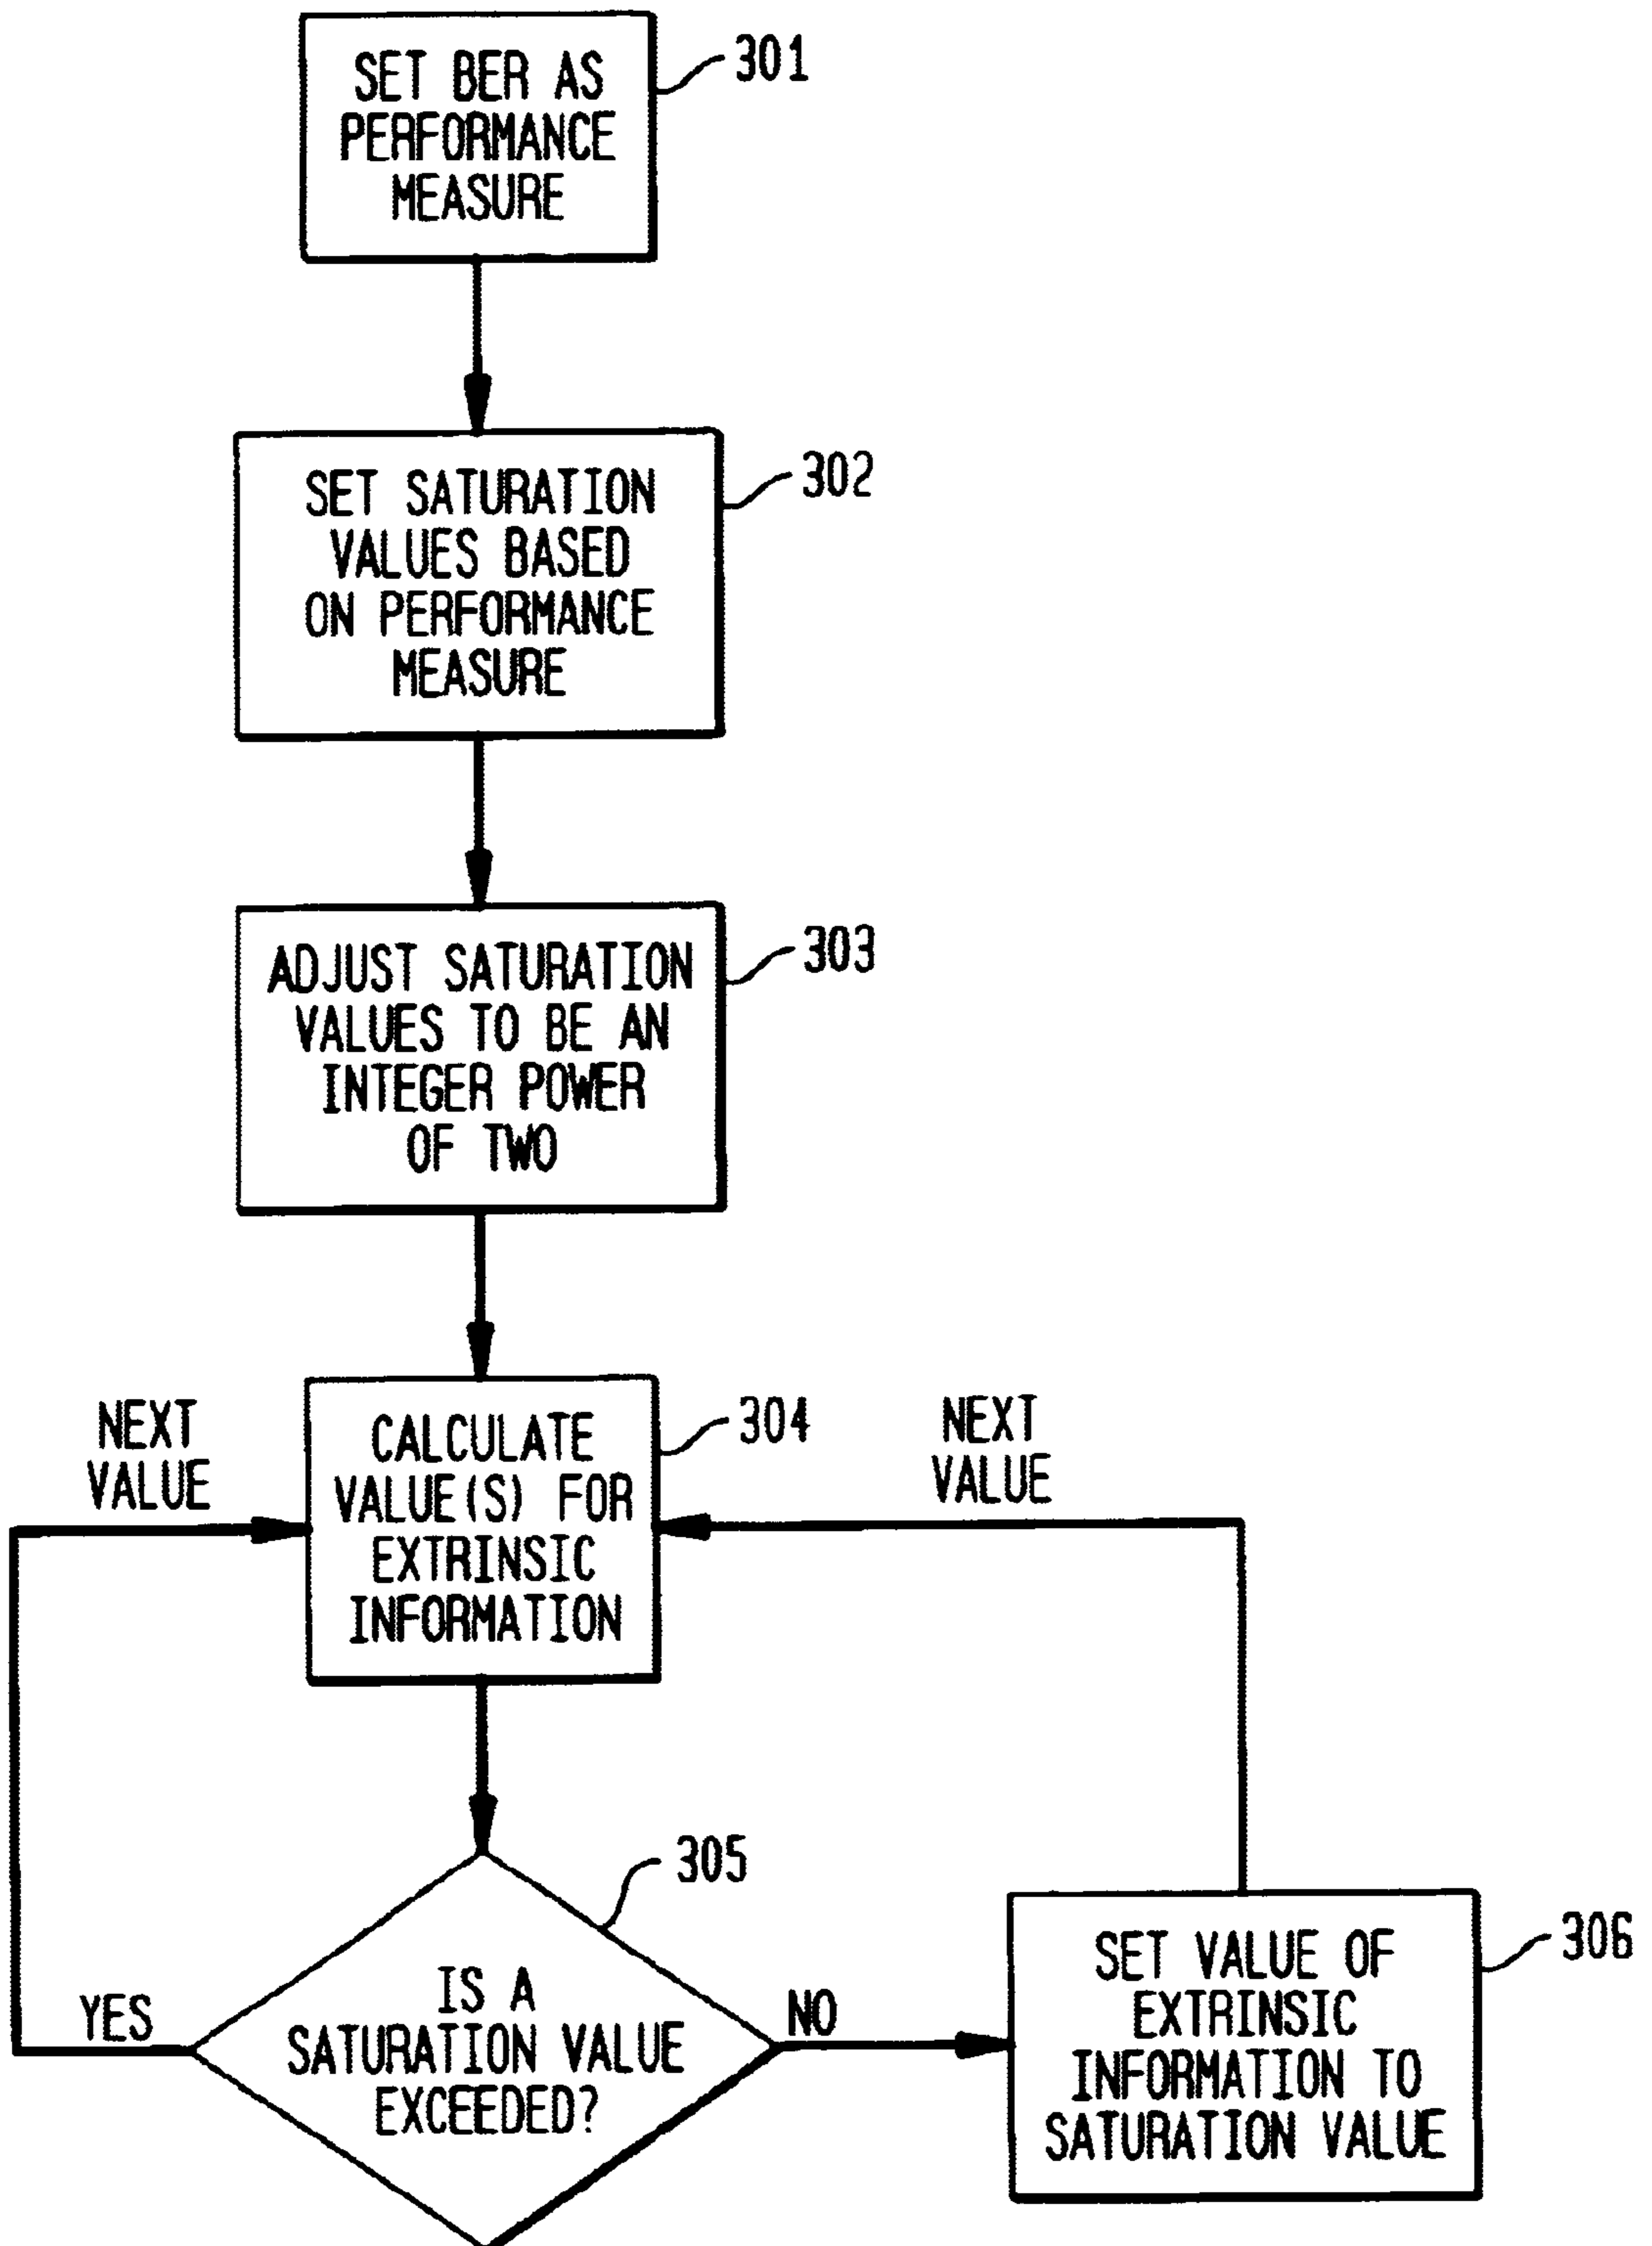 SET BER AS
PERFORMANCE
MEASURE
301
SET SATURATION
VALUES BASED
ON PERFORMANCE
MEASURE
302
ADJUST SATURATION
VALUES TO BE AN
INTEGER POWER
OF TWO
303
NEXT
VALUE
CALCULATE
VALUE(S) FOR
EXTRINSIC
INFORMATION
304
NEXT
VALUE
305
IS A
SATURATION VALUE
EXCEEDED?
YES
NO
SET VALUE OF
EXTRINSIC
INFORMATION TO
SATURATION VALUE
306